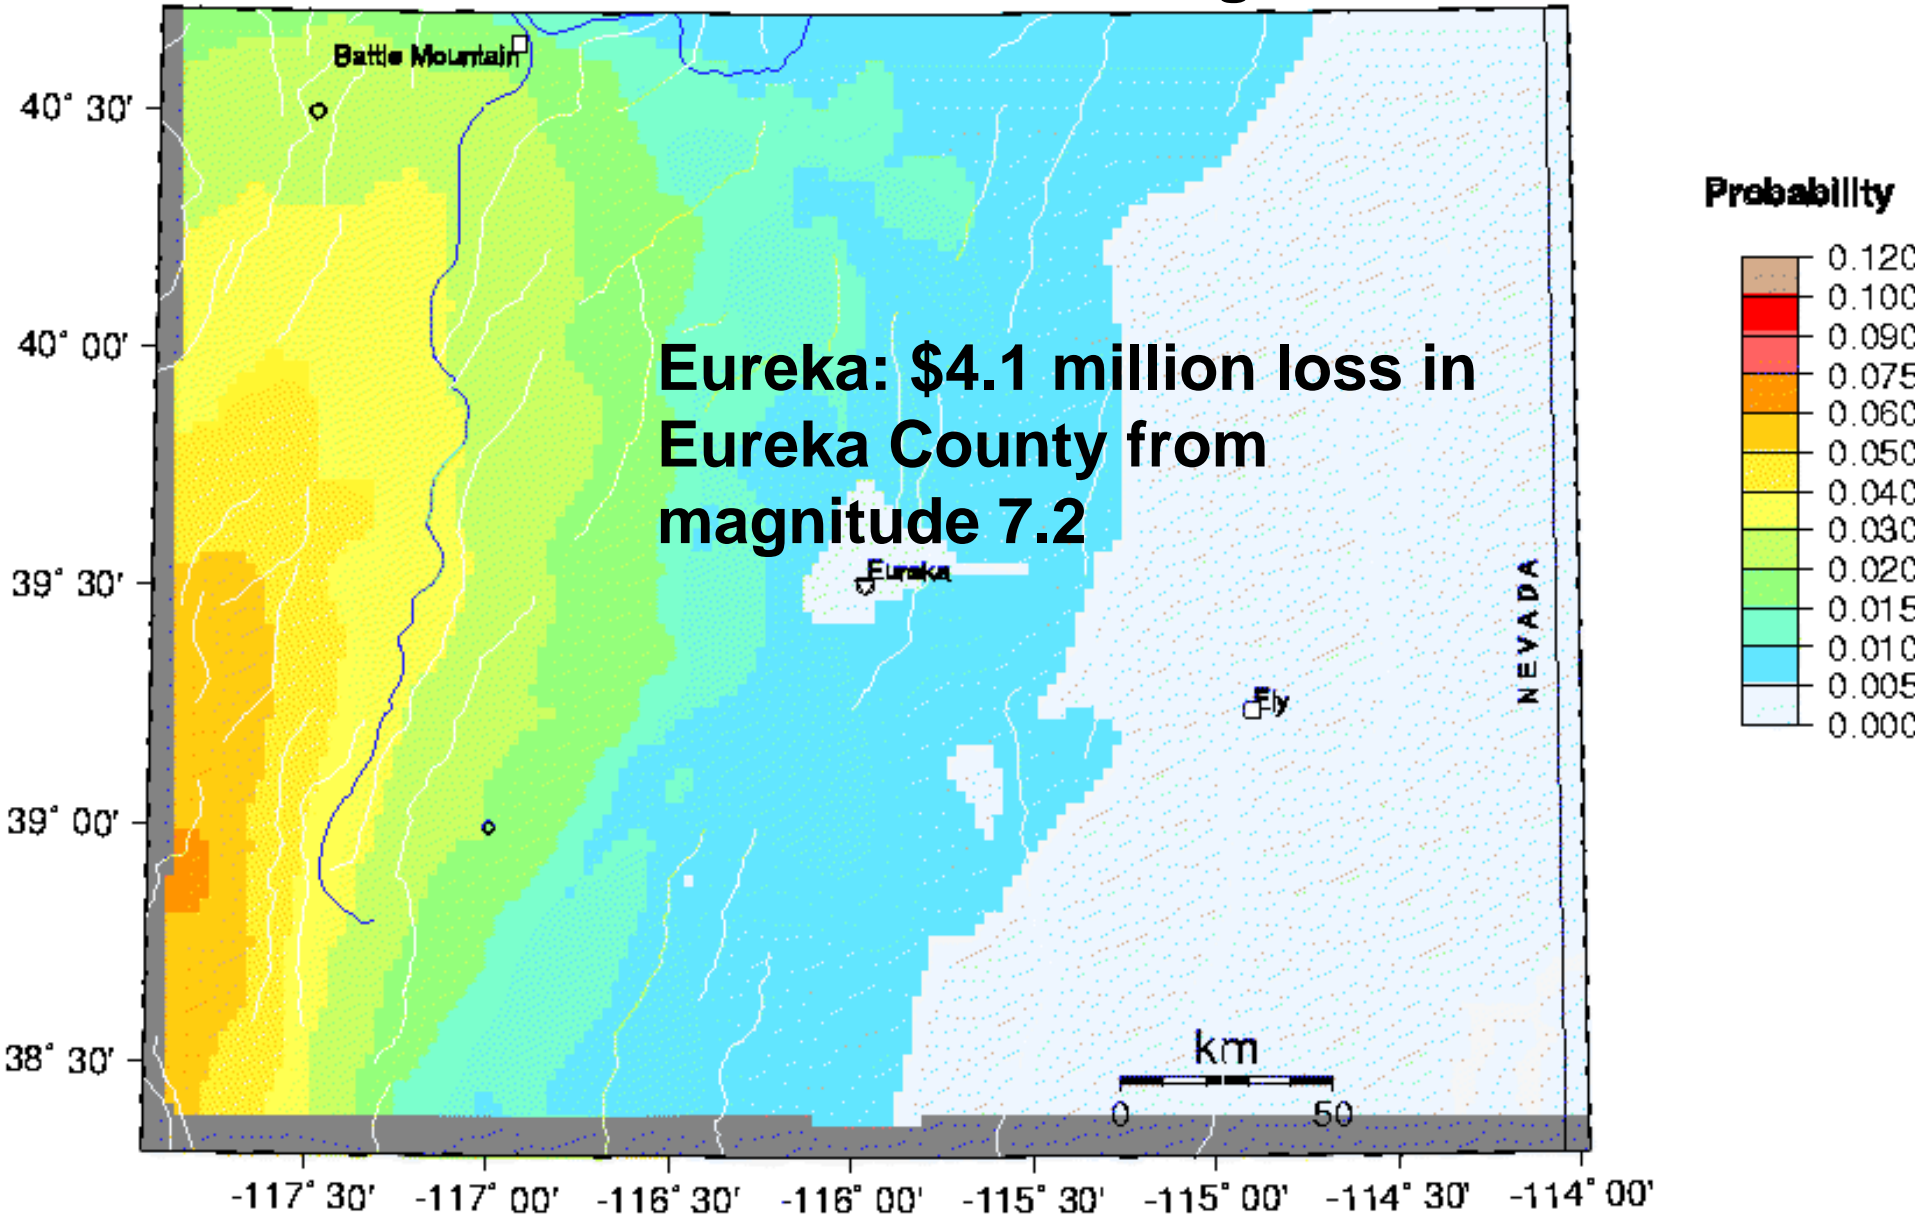 Battle Mountain
40° 30'
Probability
0.120
0.100
40° 00'
0.090
Eureka: $4.1 million loss in
0.075
0.060
Eureka County from
0.050
0.040
magnitude 7.2
0.030
39° 30'
Eureka
0.020
0.015
0.010
NEVADA
0.005
Ely
0.000
39° 00'
38° 30'
km
0 50
-117° 30' -117° 00' -116° 30' -116° 00' -115° 30' -115° 00' -114° 30' -114° 00'